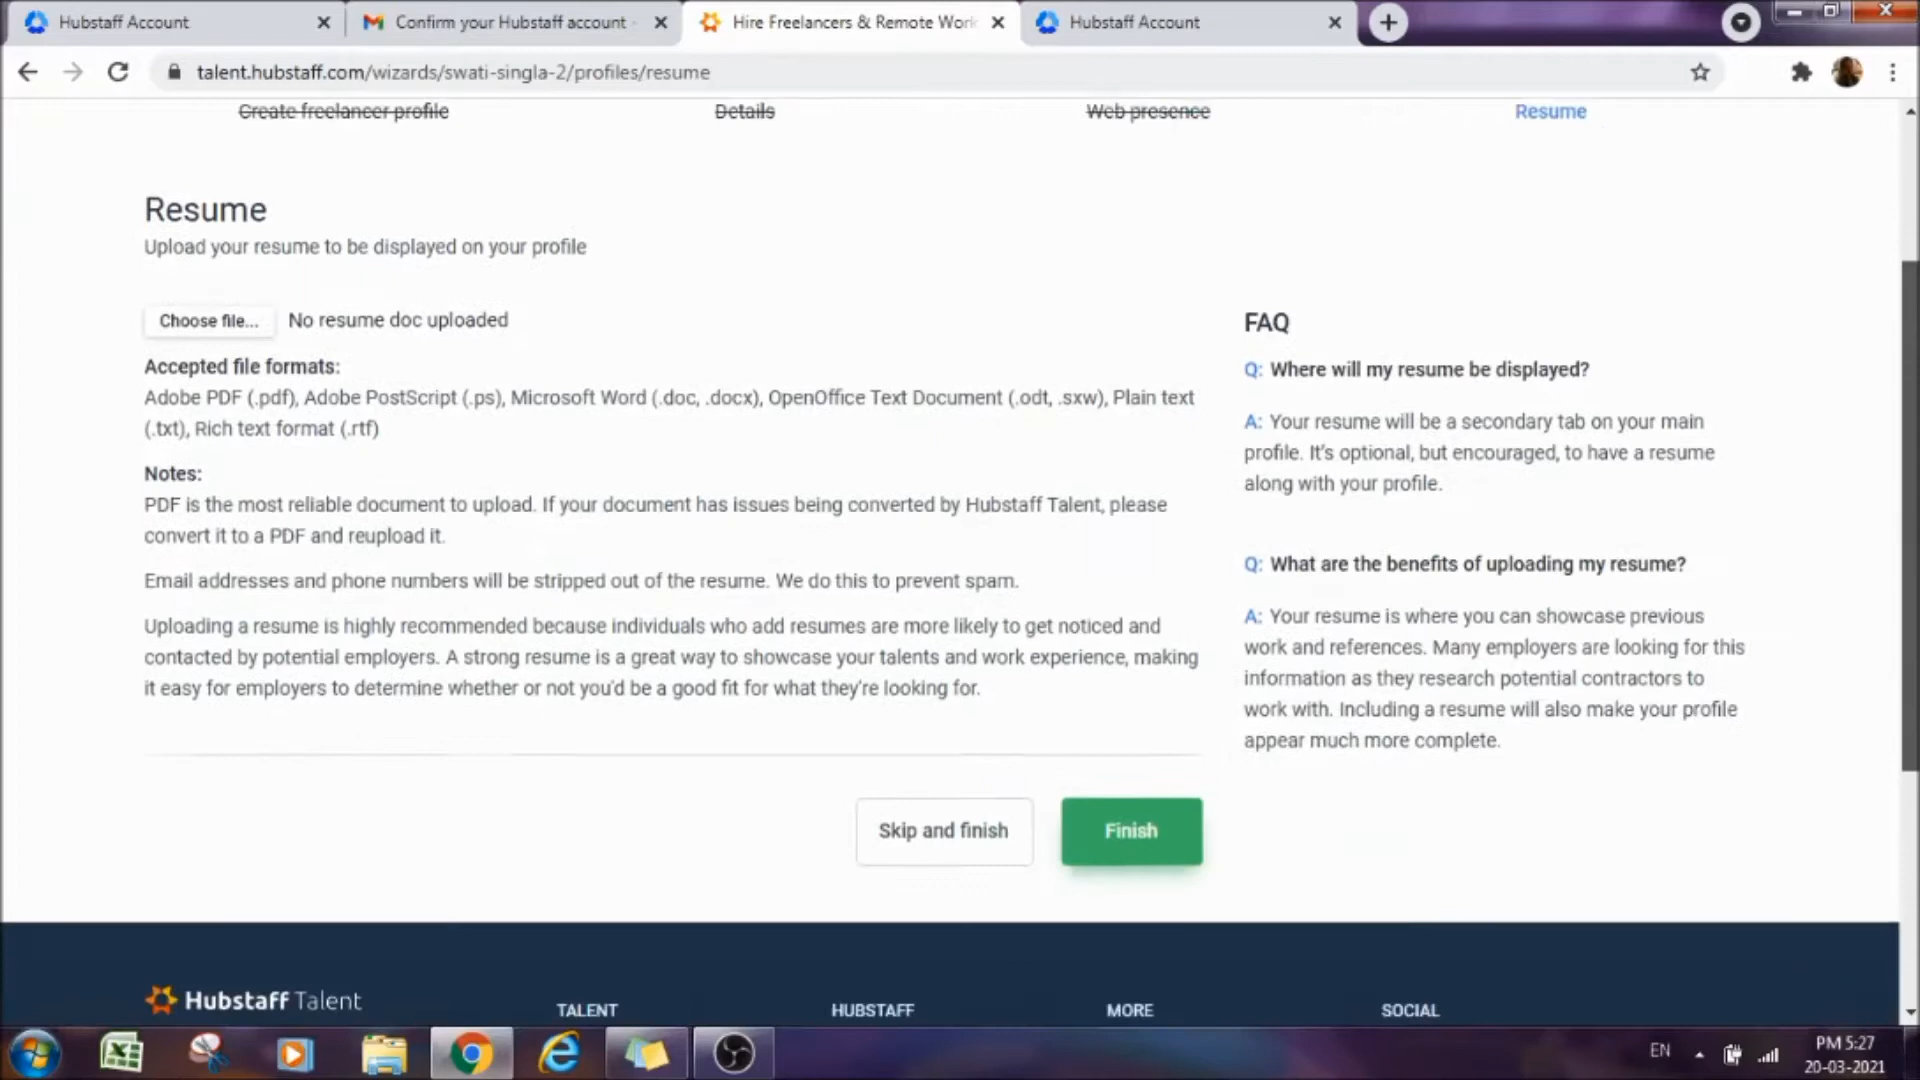 Hubstaff Account
Confirm your Hubstaff account -
Hire Freelancers & Remote Work
Hubstaff Account
talent.hubstaff.com/wizards/swati-singla-2/profiles/resume
Create freelancer profile
Details
Web presence
Resume
Resume
Upload your resume to be displayed on your profile
Choose file...
No resume doc uploaded
Accepted file formats:
Adobe PDF (.pdf), Adobe PostScript (.ps), Microsoft Word (.doc, .docx), OpenOffice Text Document (.odt, .sxw), Plain text
(.txt), Rich text format (.rtf)
Notes:
PDF is the most reliable document to upload. If your document has issues being converted by Hubstaff Talent, please
convert it to a PDF and reupload it.
Email addresses and phone numbers will be stripped out of the resume. We do this to prevent spam.
Uploading a resume is highly recommended because individuals who add resumes are more likely to get noticed and
contacted by potential employers. A strong resume is a great way to showcase your talents and work experience, making
it easy for employers to determine whether or not you'd be a good fit for what they're looking for.
FAQ
Q: Where will my resume be displayed?
A: Your resume will be a secondary tab on your main
profile. It's optional, but encouraged, to have a resume
along with your profile.
Q: What are the benefits of uploading my resume?
A: Your resume is where you can showcase previous
work and references. Many employers are looking for this
information as they research potential contractors to
work with. Including a resume will also make your profile
appear much more complete.
Skip and finish
Finish
Hubstaff Talent
TALENT
HUBSTAFF
MORE
SOCIAL
EN
PM 5:27
20-03-2021